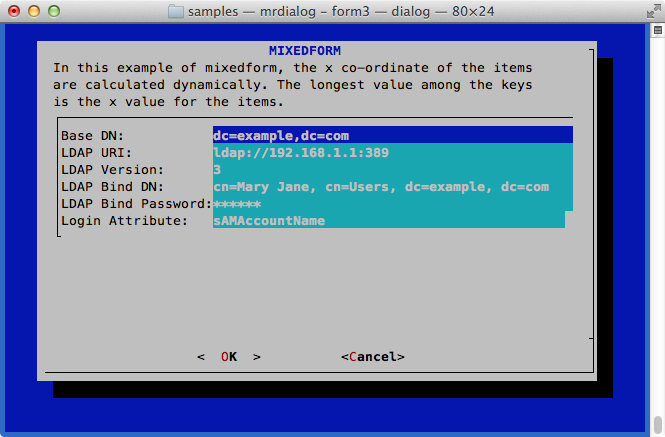 samples — mrdialog – form3 — dialog — 80×24
MIXEDFORM
In this example of mixedform, the x co-ordinate of the items
are calculated dynamically. The longest value among the keys
is the x value for the items.
Base DN: dc=example,dc=com
LDAP URI: ldap://192.168.1.1:389
LDAP Version: 3
LDAP Bind DN: cn=Mary Jane, cn=Users, dc=example, dc=com
LDAP Bind Password:******
Login Attribute: sAMAccountName
< OK > <Cancel>